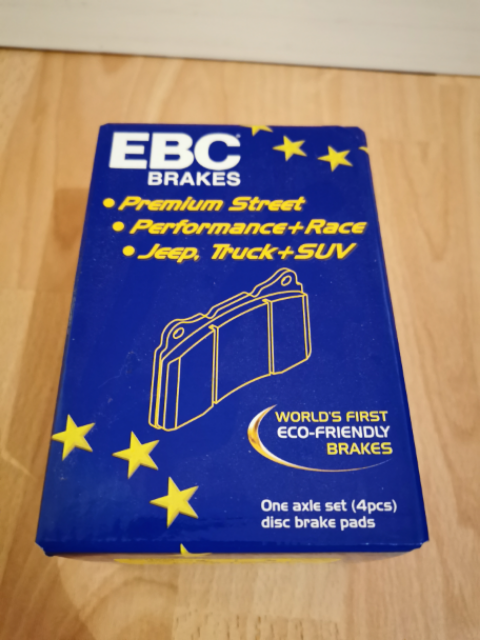 EBC
BRAKES
• Premium Street
• Performance+Race
• Jeep, Truck+SUV
WORLD'S FIRST
ECO-FRIENDLY
BRAKES
One axle set (4pcs)
disc brake pads